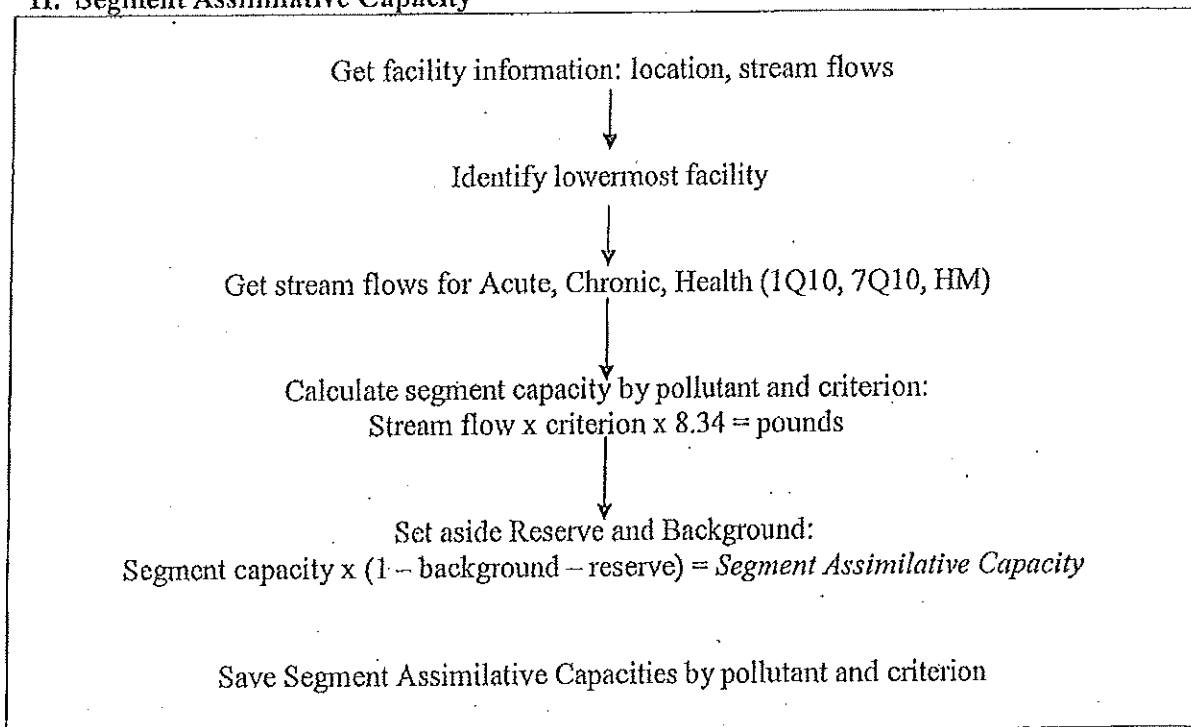 II. Segment Assimilative Capacity
Get facility information: location, stream flows
Identify lowermost facility
Get stream flows for Acute, Chronic, Health (1Q10, 7Q10, HM)
Calculate segment capacity by pollutant and criterion:
Stream flow x criterion x 8.34 = pounds
Set aside Reserve and Background:
Segment capacity x (1 – background – reserve) = Segment Assimilative Capacity
Save Segment Assimilative Capacities by pollutant and criterion